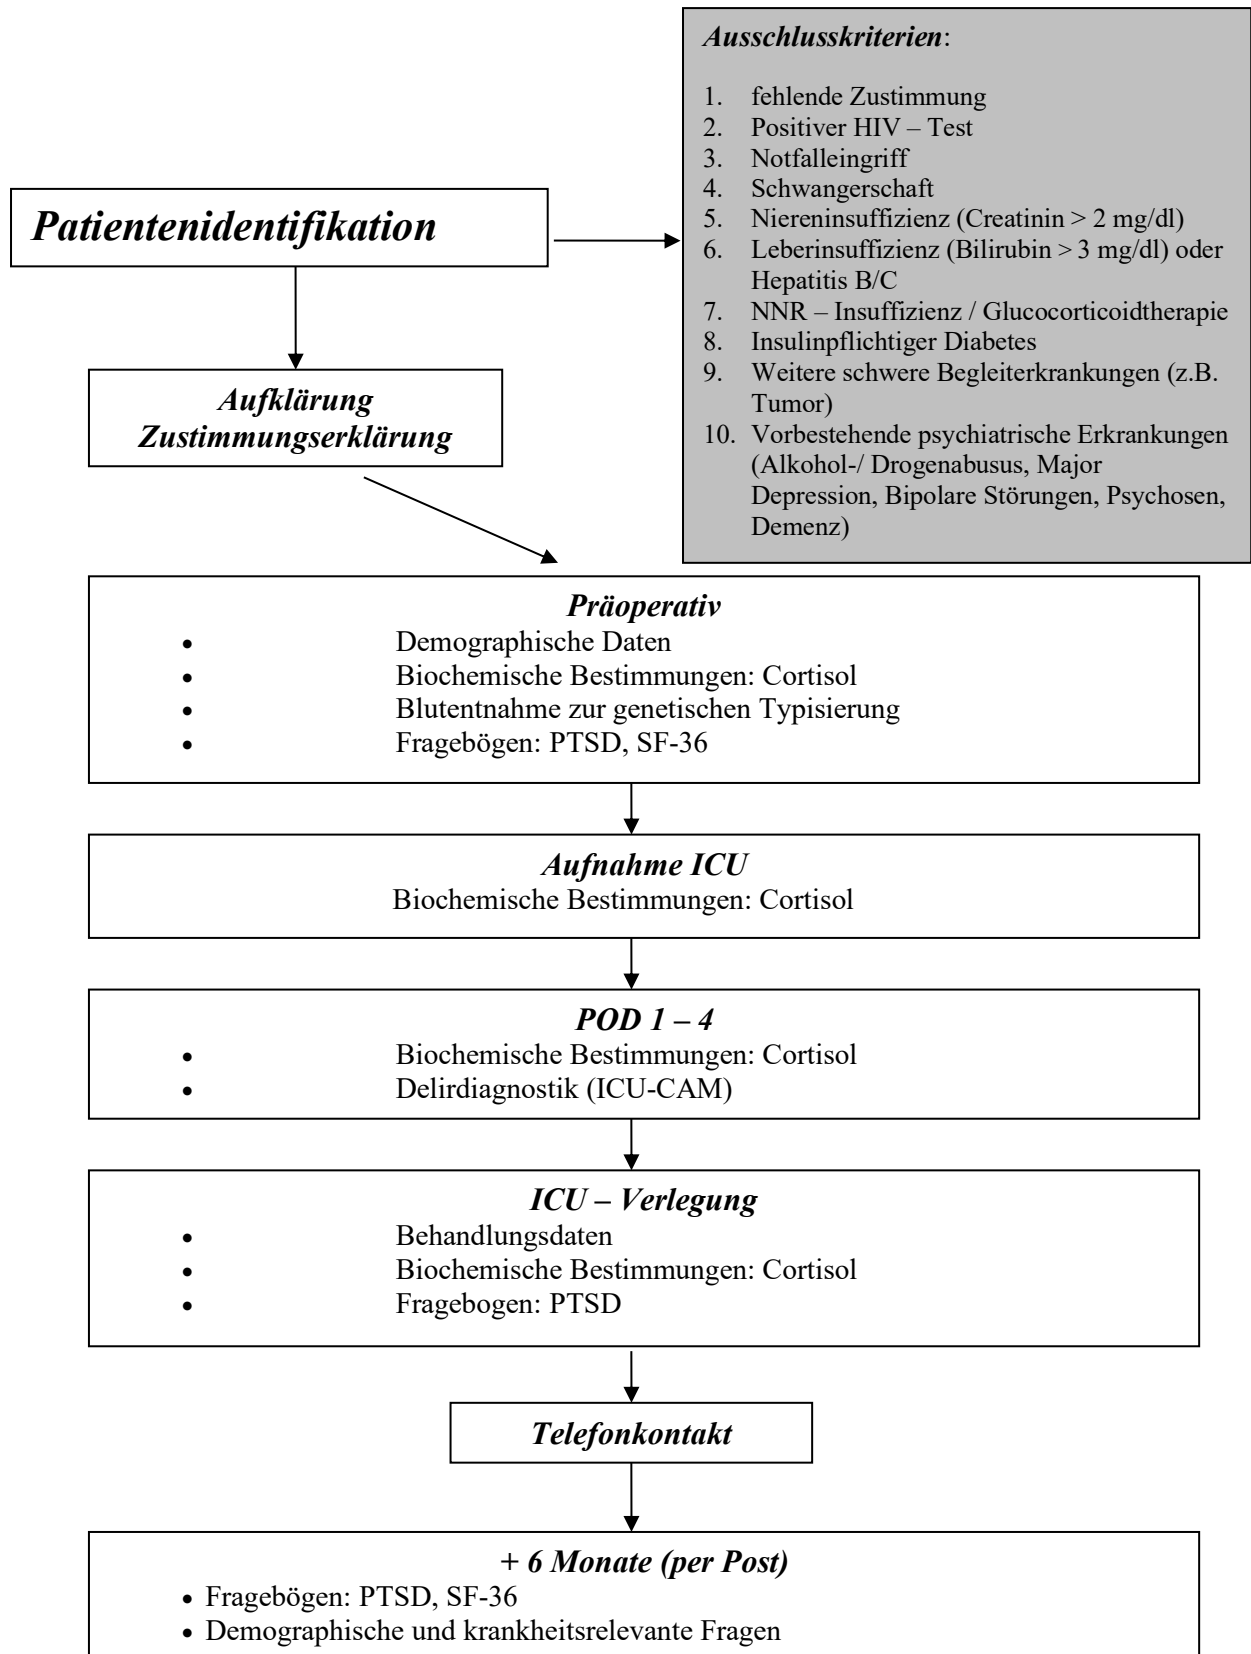 Ausschlusskriterien:
1. fehlende Zustimmung
2. Positiver HIV – Test
3. Notfalleingriff
4. Schwangerschaft
5. Niereninsuffizienz (Creatinin > 2 mg/dl)
6. Leberinsuffizienz (Bilirubin > 3 mg/dl) oder
Hepatitis B/C
7. NNR – Insuffizienz / Glucocorticoidtherapie
8. Insulinpflichtiger Diabetes
9. Weitere schwere Begleiterkrankungen (z.B.
Tumor)
10. Vorbestehende psychiatrische Erkrankungen
(Alkohol-/ Drogenabusus, Major
Depression, Bipolare Störungen, Psychosen,
Demenz)
Patientenidentifikation
Aufklärung
Zustimmungserklärung
Präoperativ
• Demographische Daten
• Biochemische Bestimmungen: Cortisol
• Blutentnahme zur genetischen Typisierung
• Fragebögen: PTSD, SF-36
Aufnahme ICU
Biochemische Bestimmungen: Cortisol
POD 1 – 4
• Biochemische Bestimmungen: Cortisol
• Delirdiagnostik (ICU-CAM)
ICU – Verlegung
• Behandlungsdaten
• Biochemische Bestimmungen: Cortisol
• Fragebogen: PTSD
Telefonkontakt
+ 6 Monate (per Post)
• Fragebögen: PTSD, SF-36
• Demographische und krankheitsrelevante Fragen